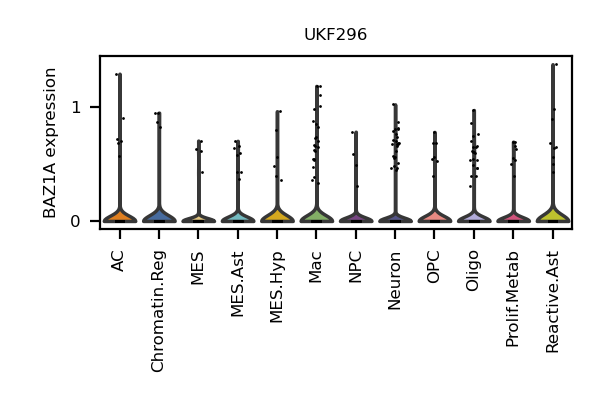 UKF296
BAZ1A expression
1
0
AC
Chromatin.Reg
MES
MES.Ast
MES.Hyp
Mac
NPC
Neuron
OPC
Oligo
Prolif.Metab
Reactive.Ast